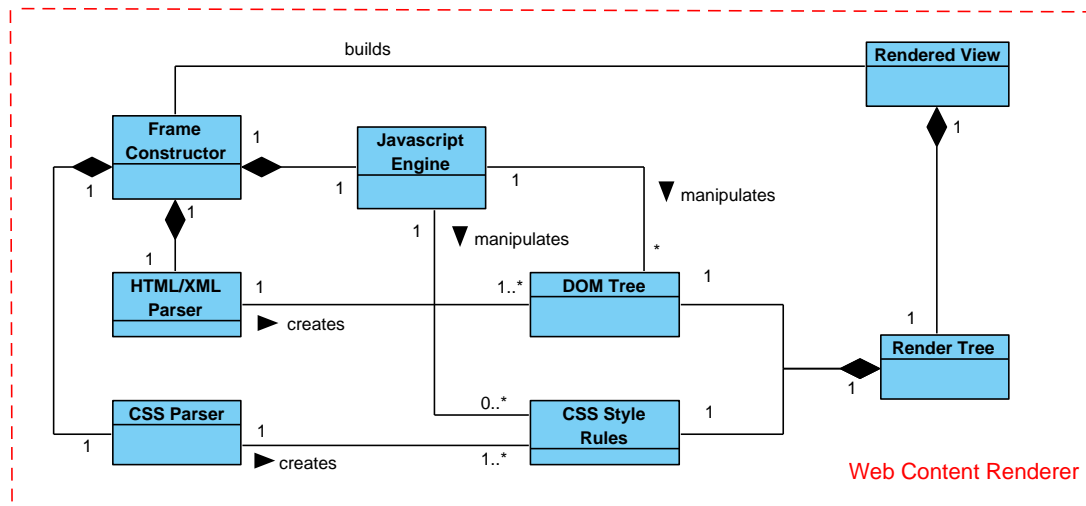 builds
Rendered View
Frame
Constructor
1
1
Javascript
Engine
1
1
1
manipulates
1
1
1
manipulates
*
1
HTML/XML
Parser
1
1..*
DOM Tree
1
creates
1
Render Tree
1
CSS Parser
0..*
CSS Style
Rules
1
1
1
creates
1..*
Web Content Renderer